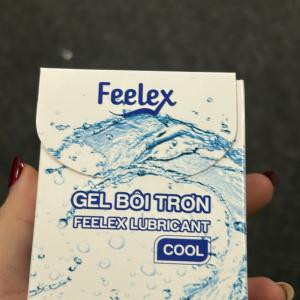 Feelex
GEL BÔI TRƠN
FEELEX LUBRICANT
COOL